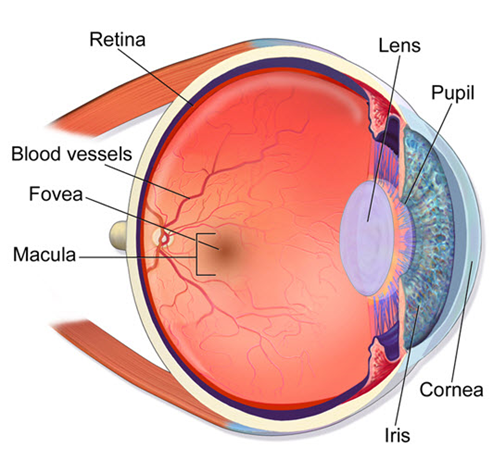 Retina
Lens
Pupil
Blood vessels
Fovea
Macula
Cornea
Iris